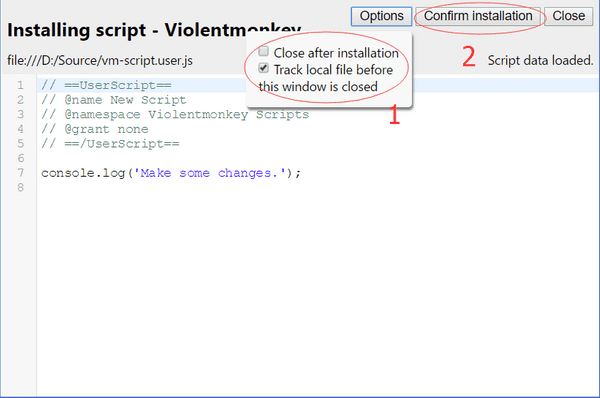 Options
Confirm installation
Close
Installing script - Violentmonkey
file:///D:/Source/vm-script.user.js
Close after installation
Track local file before
this window is closed
1
2
Script data loaded.
1 // ==UserScript==
2 // @name New Script
3 // @namespace Violentmonkey Scripts
4 // @grant none
5 // ==/UserScript==
6
7 console.log('Make some changes.');
8